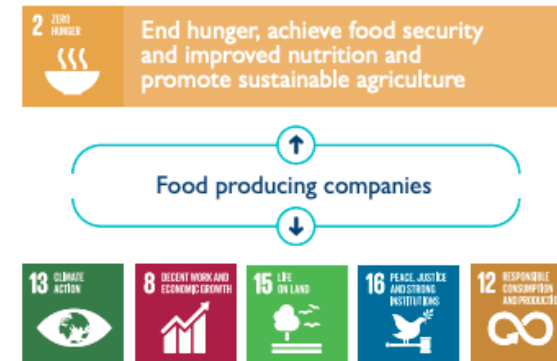 2 ZERO
HUNGER
End hunger, achieve food security
and improved nutrition and
promote sustainable agriculture
Food producing companies
13 CLIMATE
ACTION
8 DECENT WORK AND
ECONOMIC GROWTH
15 LIFE
ON LAND
16 PEACE, JUSTICE
AND STRONG
INSTITUTIONS
12 RESPONSIBLE
CONSUMPTION
AND PRODUCTIO